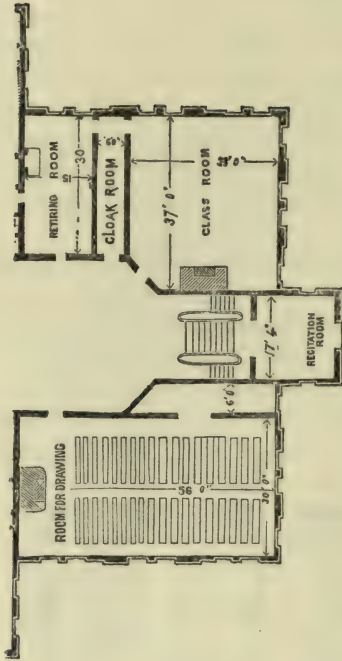 RETIRING ROOM
30
CLOAK ROOM
37' 0"
CLASS ROOM
ROOM FOR DRAWING
56 0"
30' 0"
6' 0"
17' 6"
RECITATION
ROOM